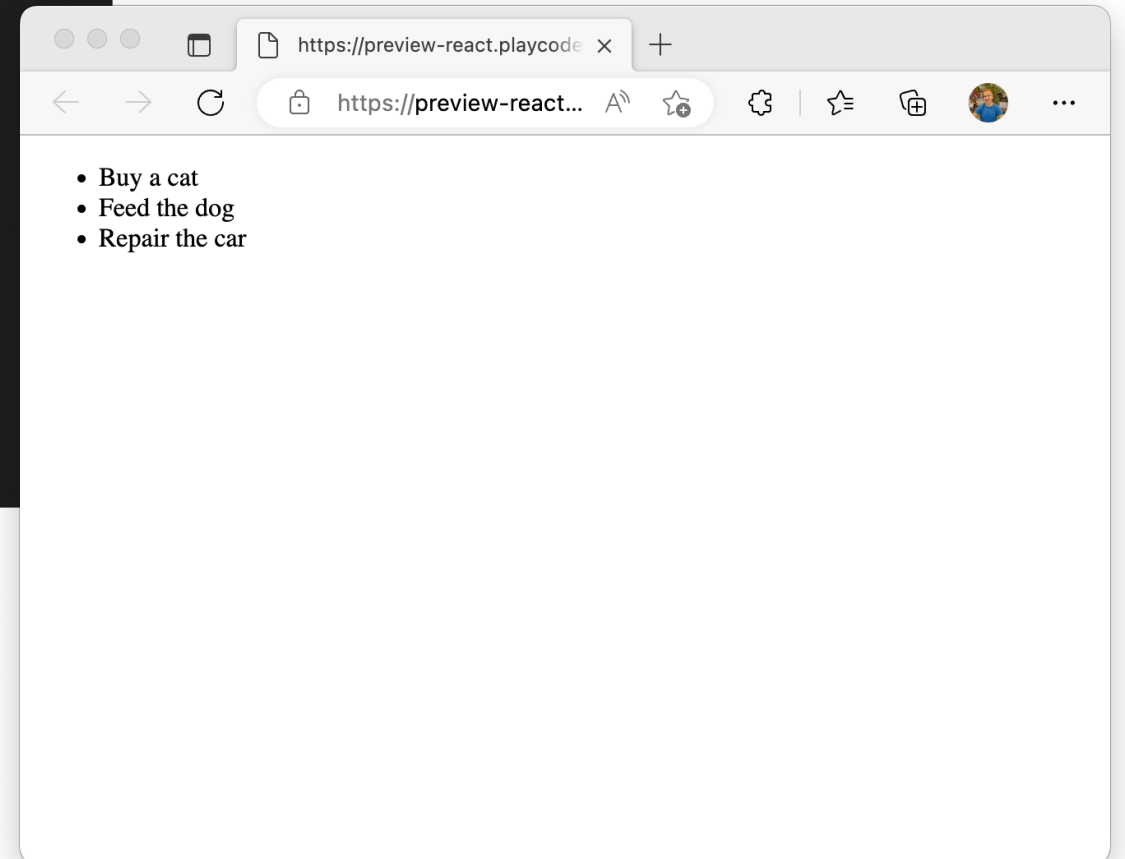 https://preview-react.playcode
https://preview-react...
Buy a cat
Feed the dog
Repair the car